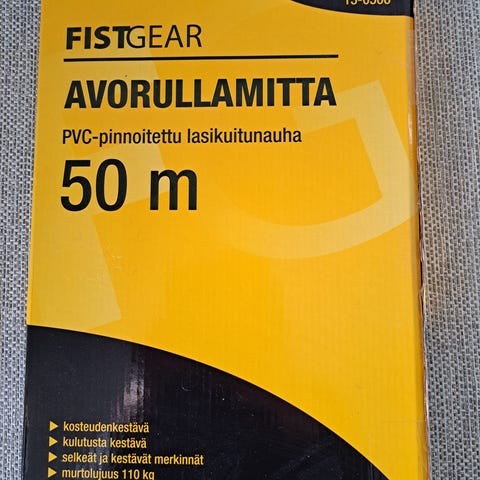 FISTGEAR
AVORULLAMITTA
PVC-pinnoitettu lasikuitunauha
50 m
▶ kosteudenkestävä
▶ kulutusta kestävä
▶ selkeät ja kestävät merkinnät
▶ murtolujuus 110 kg